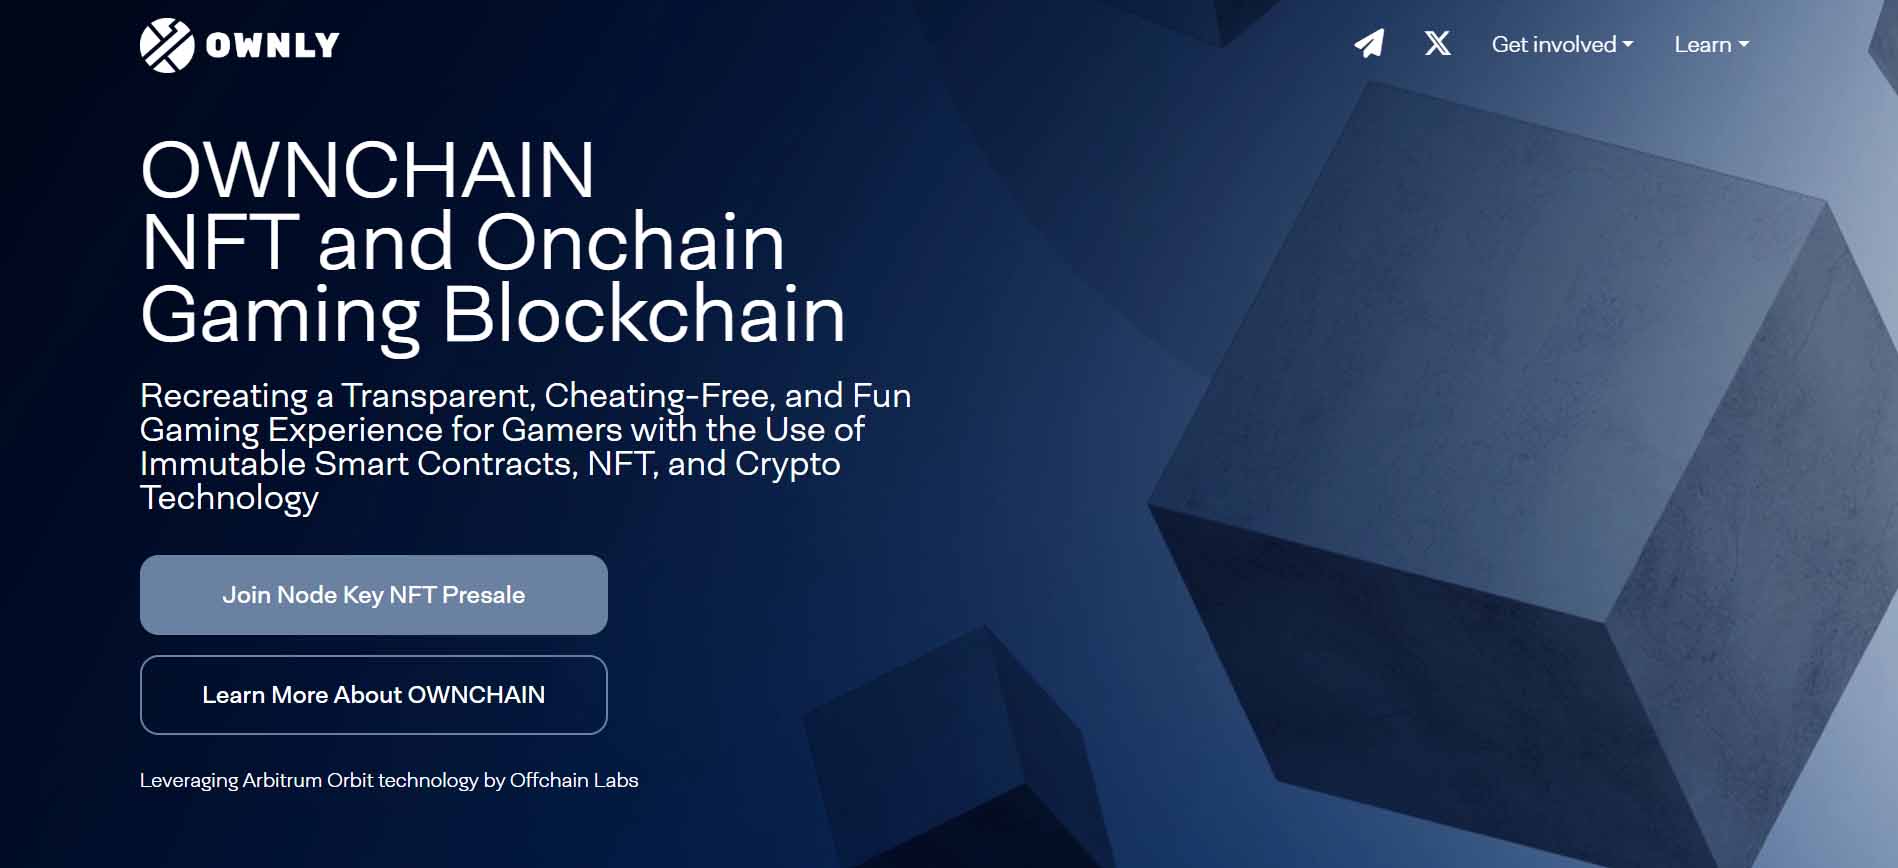 OWNLY
Get involved
Learn
OWNCHAIN
NFT and Onchain
Gaming Blockchain
Recreating a Transparent, Cheating-Free, and Fun
Gaming Experience for Gamers with the Use of
Immutable Smart Contracts, NFT, and Crypto
Technology
Join Node Key NFT Presale
Learn More About OWNCHAIN
Leveraging Arbitrum Orbit technology by Offchain Labs